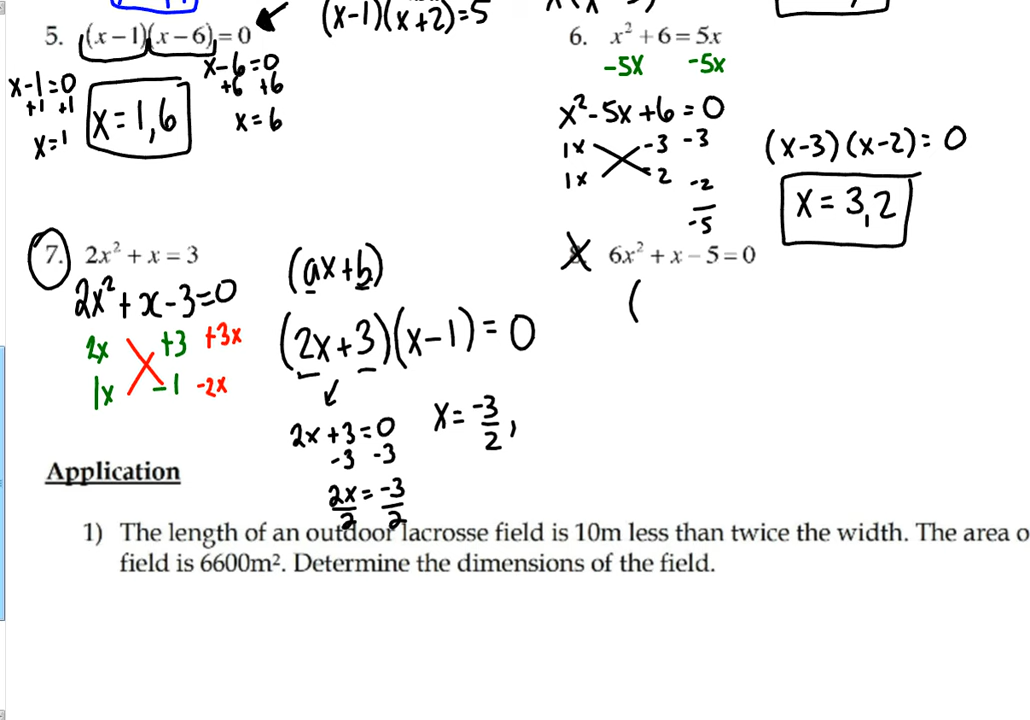 (x-1)(x+2)=5
5. (x − 1)(x − 6) = 0
x-1=0
+1 +1
x=1
x=1,6
x-6=0
+6 +6
x=6
6. x² + 6 = 5x
-5x -5x
x²-5x+6=0
1x -3 -3
1x -2 -2
-5
(x-3)(x-2)=0
x=3,2
7. 2x² + x = 3
2x²+x-3=0
2x +3 +3x
1x -1 -2x
(ax+b)
(2x+3)(x-1)=0
2x+3=0
-3 -3
2x/2=-3/2
x=-3/2,
6x² + x − 5 = 0
(
Application
1) The length of an outdoor lacrosse field is 10m less than twice the width. The area o
field is 6600m². Determine the dimensions of the field.